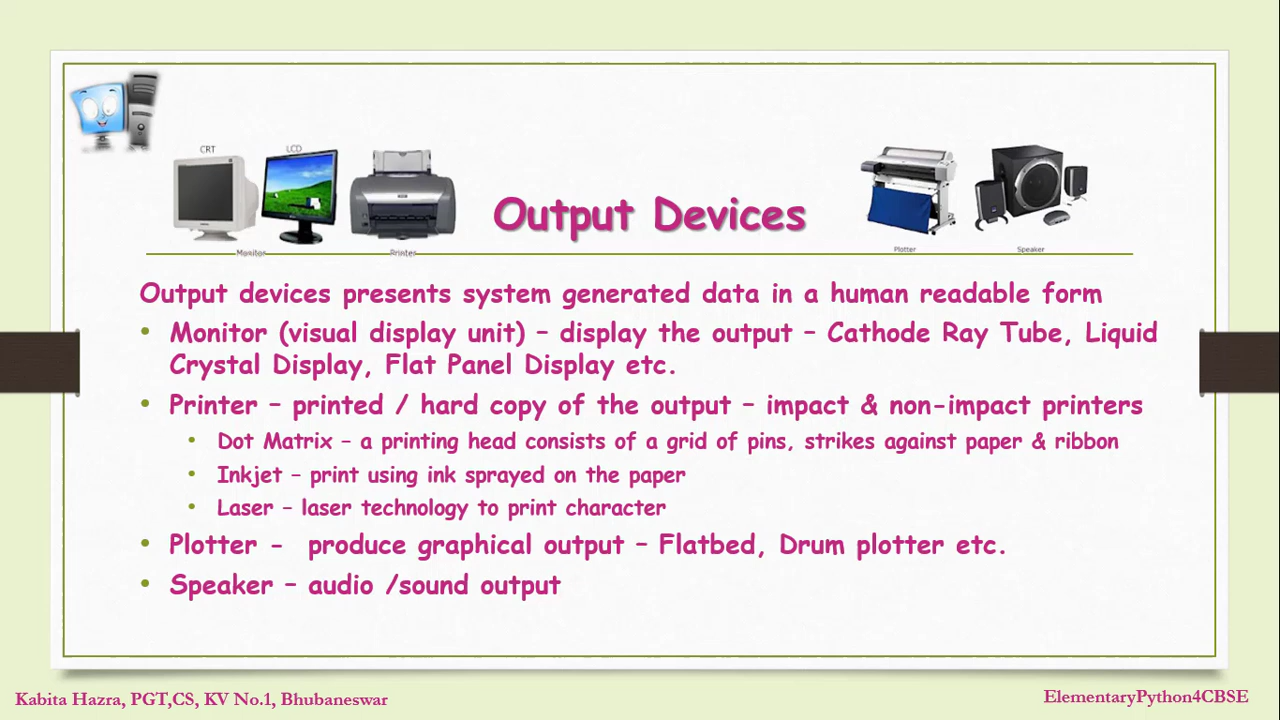 CRT
LCD
Monitor
Printer
Output Devices
Plotter
Speaker
Output devices presents system generated data in a human readable form
• Monitor (visual display unit) – display the output – Cathode Ray Tube, Liquid
Crystal Display, Flat Panel Display etc.
• Printer – printed / hard copy of the output – impact & non-impact printers
• Dot Matrix – a printing head consists of a grid of pins, strikes against paper & ribbon
• Inkjet – print using ink sprayed on the paper
• Laser – laser technology to print character
• Plotter - produce graphical output – Flatbed, Drum plotter etc.
• Speaker – audio /sound output
Kabita Hazra, PGT,CS, KV No.1, Bhubaneswar
ElementaryPython4CBSE